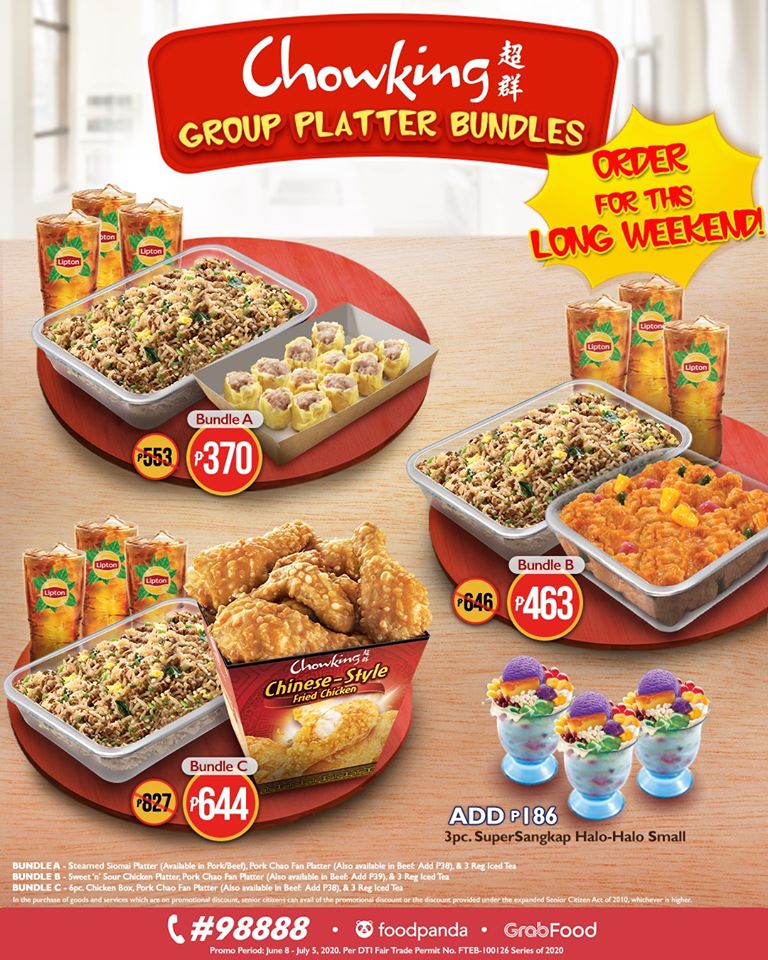 Chowking 超群
GROUP PLATTER BUNDLES
ORDER
FOR THIS
LONG WEEKEND!
Lipton
Lipton
Lipton
Bundle A
₱553
₱370
Lipton
Lipton
Lipton
Bundle B
₱646
₱463
Lipton
Lipton
Lipton
Chowking 超群
Chinese-Style
Fried Chicken
Bundle C
₱827
₱644
ADD ₱186
3pc. SuperSangkap Halo-Halo Small
BUNDLE A - Steamed Siomai Platter (Available in Pork/Beef), Pork Chao Fan Platter (Also available in Beef: Add P38), & 3 Reg Iced Tea
BUNDLE B - Sweet 'n' Sour Chicken Platter, Pork Chao Fan Platter (Also available in Beef: Add P39), & 3 Reg Iced Tea
BUNDLE C - 6pc. Chicken Box, Pork Chao Fan Platter (Also available in Beef: Add P38), & 3 Reg Iced Tea
In the purchase of goods and services which are on promotional discount, senior citizens can avail of the promotional discount or the discount provided under the expanded Senior Citizen Act of 2010, whichever is higher.
#98888 • foodpanda • GrabFood
Promo Period: June 8 - July 5, 2020. Per DTI Fair Trade Permit No. FTEB-100126 Series of 2020